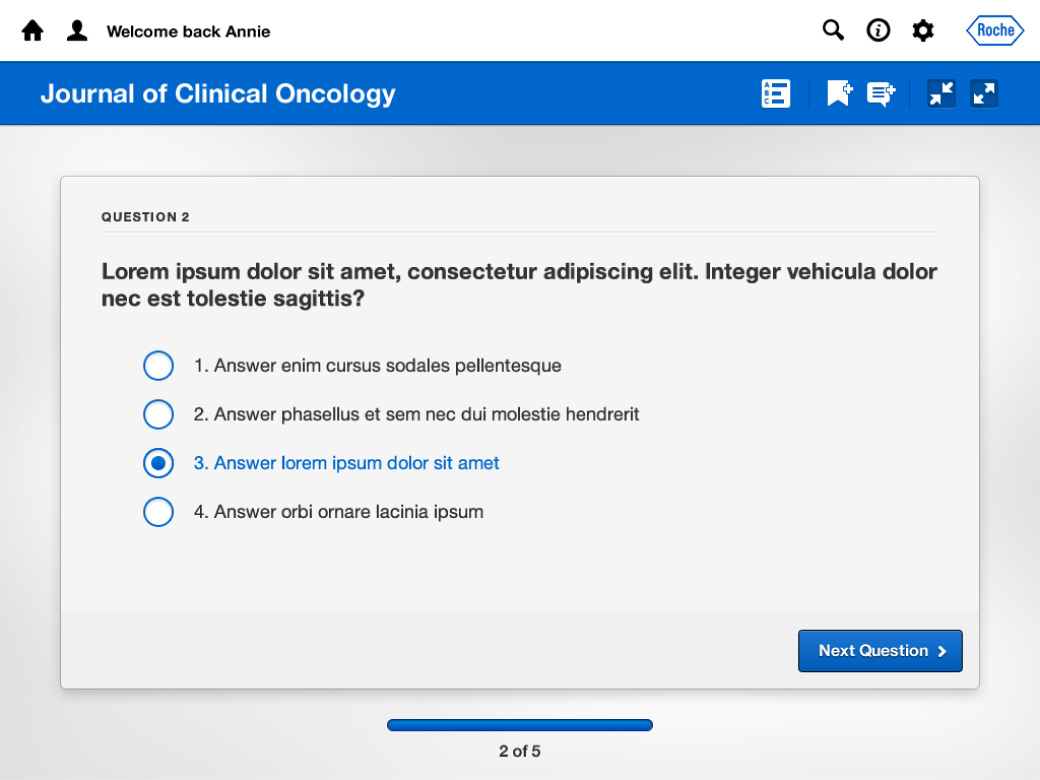 Welcome back Annie
Roche
Journal of Clinical Oncology
A
B
C
QUESTION 2
Lorem ipsum dolor sit amet, consectetur adipiscing elit. Integer vehicula dolor
nec est tolestie sagittis?
1. Answer enim cursus sodales pellentesque
2. Answer phasellus et sem nec dui molestie hendrerit
3. Answer lorem ipsum dolor sit amet
4. Answer orbi ornare lacinia ipsum
Next Question
2 of 5